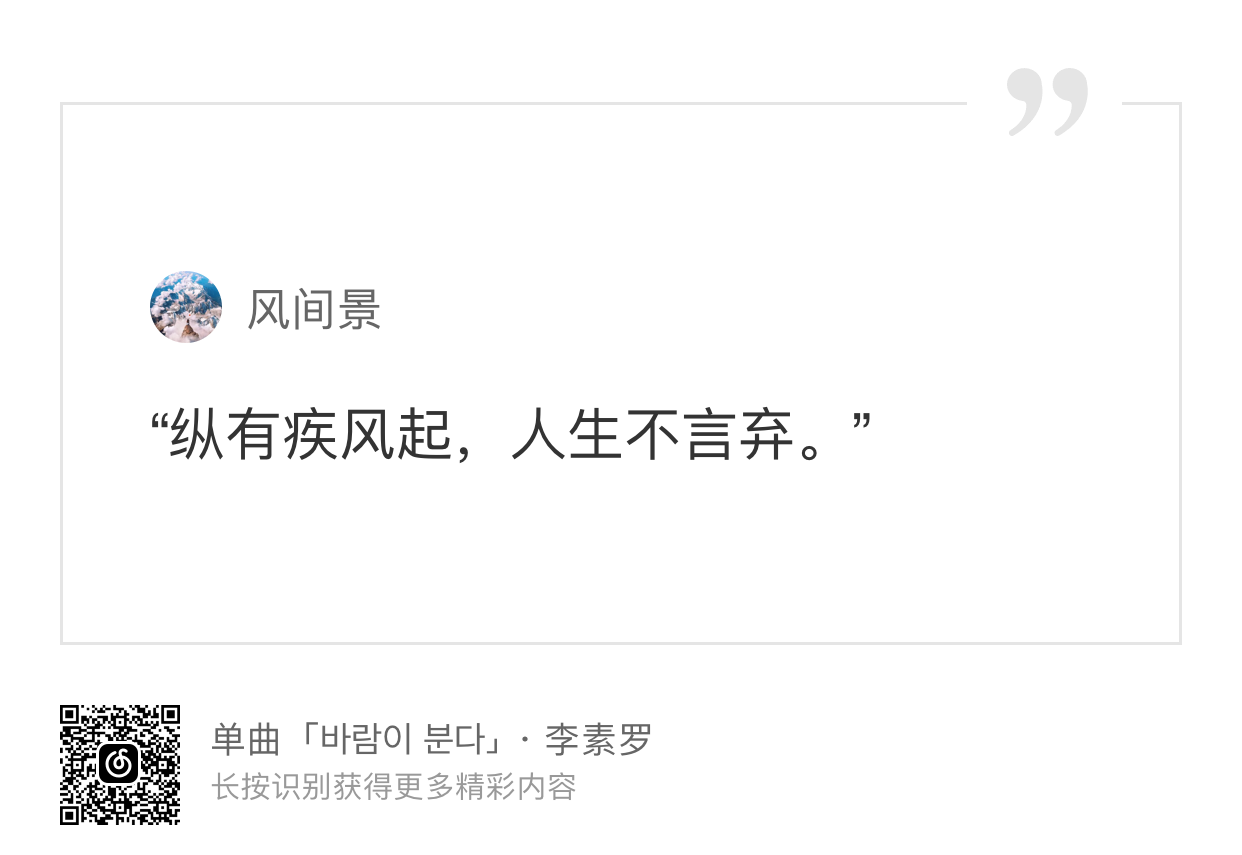 ”
风间景
“纵有疾风起，人生不言弃。”
单曲「바람이 분다」· 李素罗
长按识别获得更多精彩内容